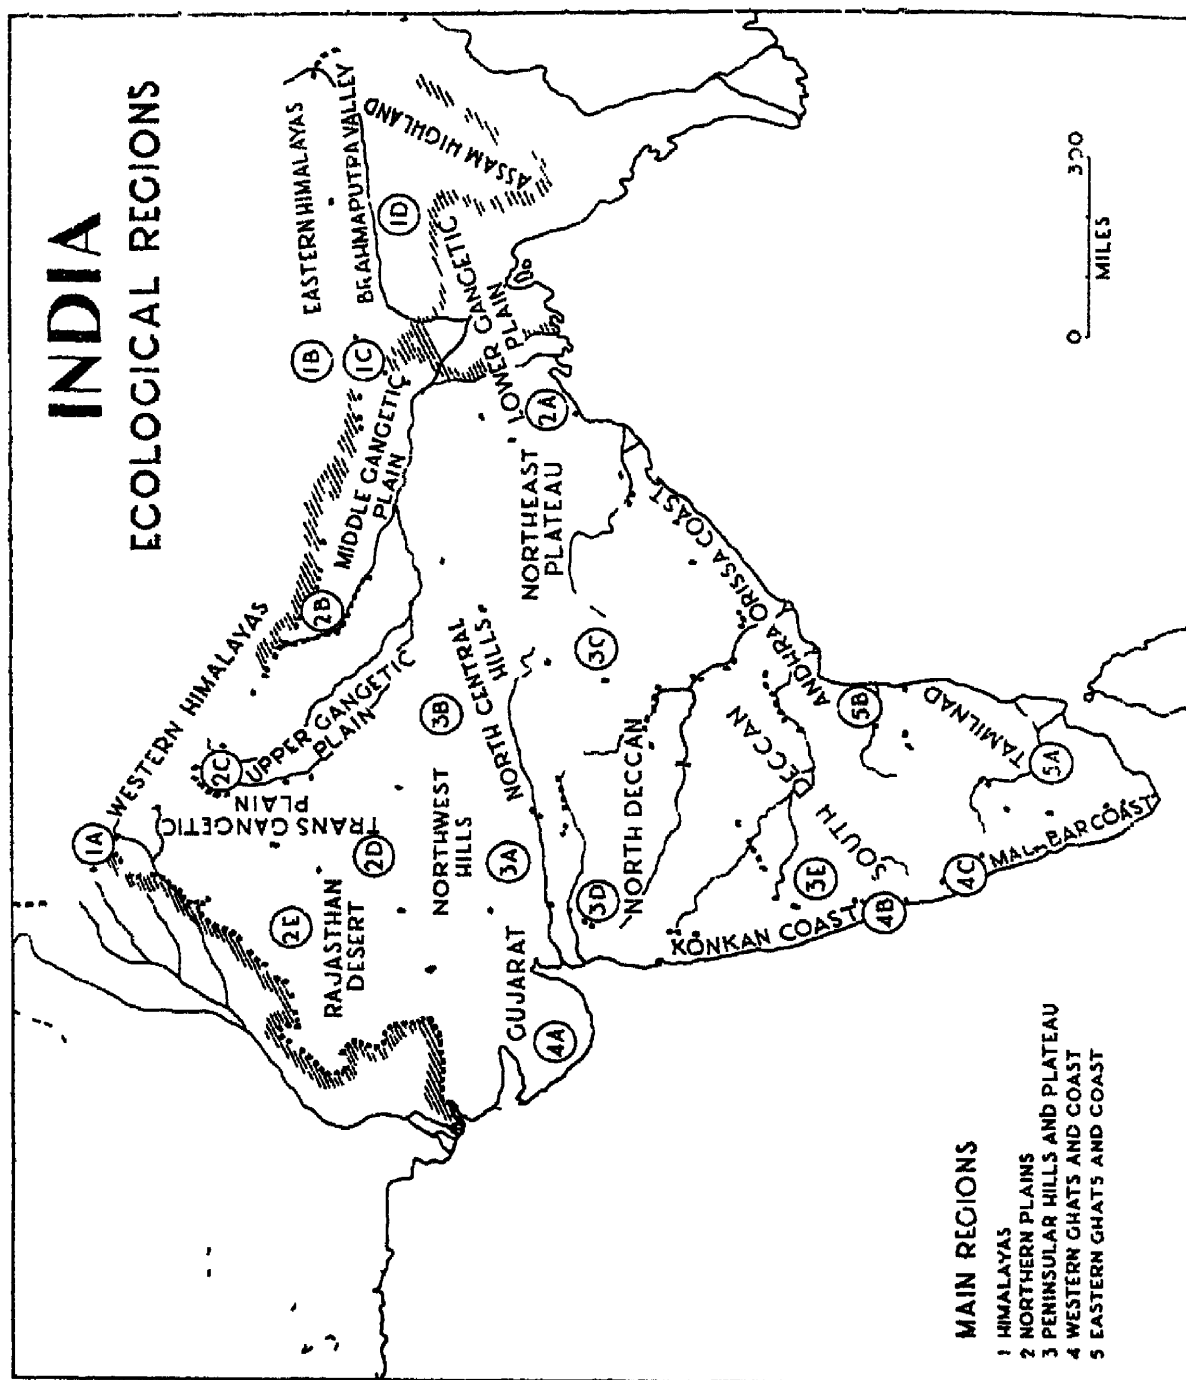 INDIA
ECOLOGICAL REGIONS
1A
WESTERN HIMALAYAS
1B
EASTERN HIMALAYAS
1C
BRAHMAPUTRA VALLEY
1D
ASSAM HIGHLAND
2A
LOWER GANGETIC
PLAIN
2B
MIDDLE GANGETIC
PLAIN
2C
UPPER GANGETIC
PLAIN
2D
TRANS GANGETIC
PLAIN
2E
RAJASTHAN
DESERT
3A
NORTHWEST
HILLS
3B
NORTH CENTRAL
HILLS
3C
NORTHEAST
PLATEAU
3D
NORTH DECCAN
3E
SOUTH DECCAN
4A
GUJARAT
4B
KONKAN COAST
4C
MALABAR COAST
5A
TAMILNAD
5B
ANDHRA ORISSA COAST
0 300
MILES
MAIN REGIONS
1 HIMALAYAS
2 NORTHERN PLAINS
3 PENINSULAR HILLS AND PLATEAU
4 WESTERN GHATS AND COAST
5 EASTERN GHATS AND COAST